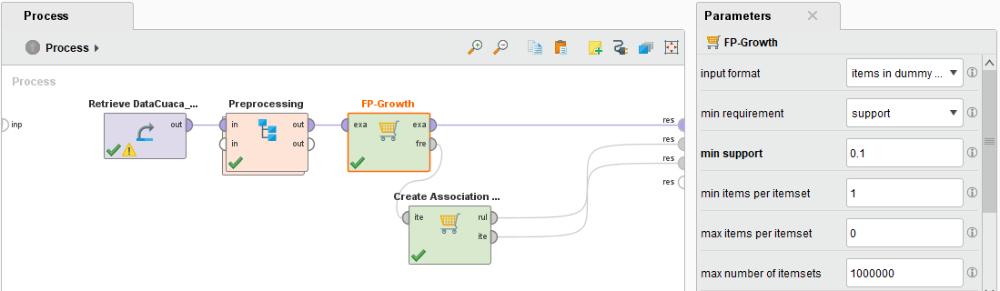 Process
Process
Process
inp
Retrieve DataCuaca_...
out
Preprocessing
in
out
in
out
FP-Growth
exa
exa
fre
Create Association ...
ite
rul
ite
res
res
res
res
Parameters
FP-Growth
input format
items in dummy ...
min requirement
support
min support
0.1
min items per itemset
1
max items per itemset
0
max number of itemsets
1000000